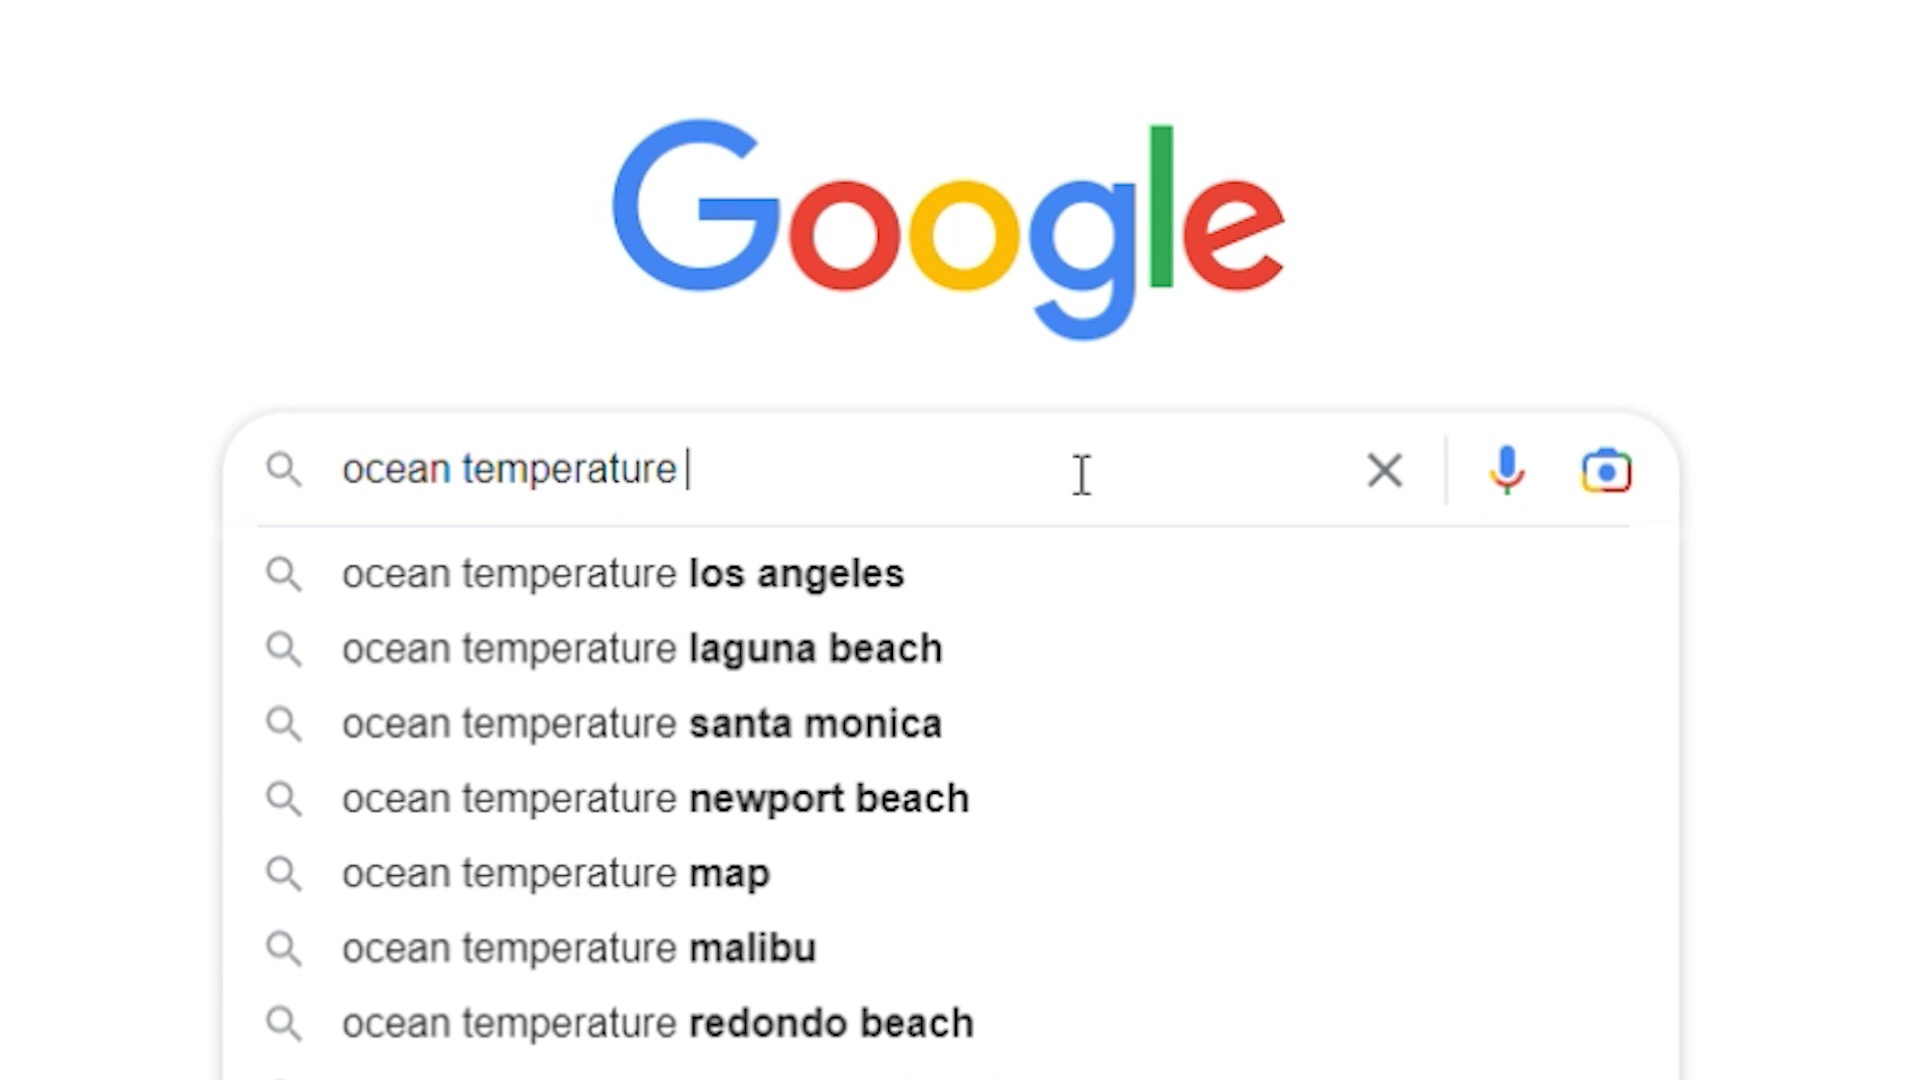 Google
ocean temperature
ocean temperature los angeles
ocean temperature laguna beach
ocean temperature santa monica
ocean temperature newport beach
ocean temperature map
ocean temperature malibu
ocean temperature redondo beach